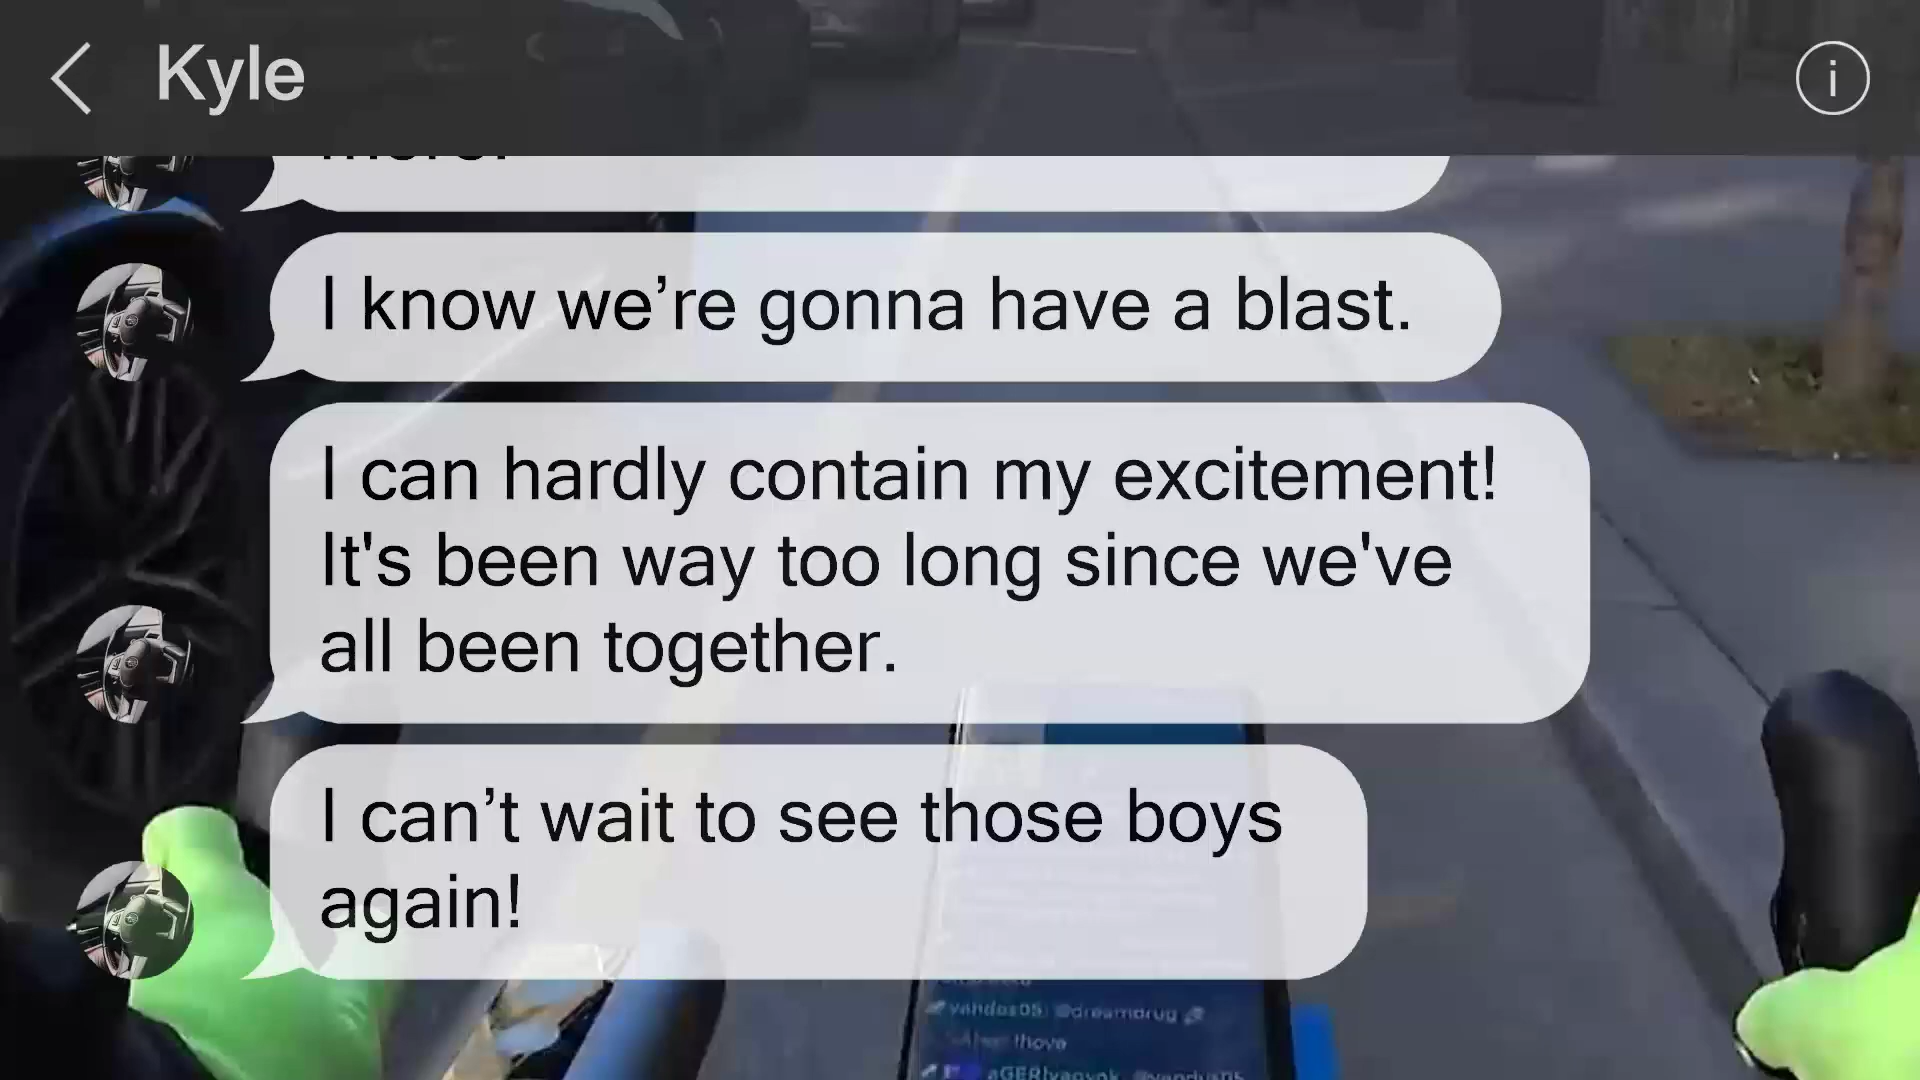 Kyle
I know we’re gonna have a blast.
I can hardly contain my excitement!
It's been way too long since we've
all been together.
I can’t wait to see those boys
again!
@dreamdrug